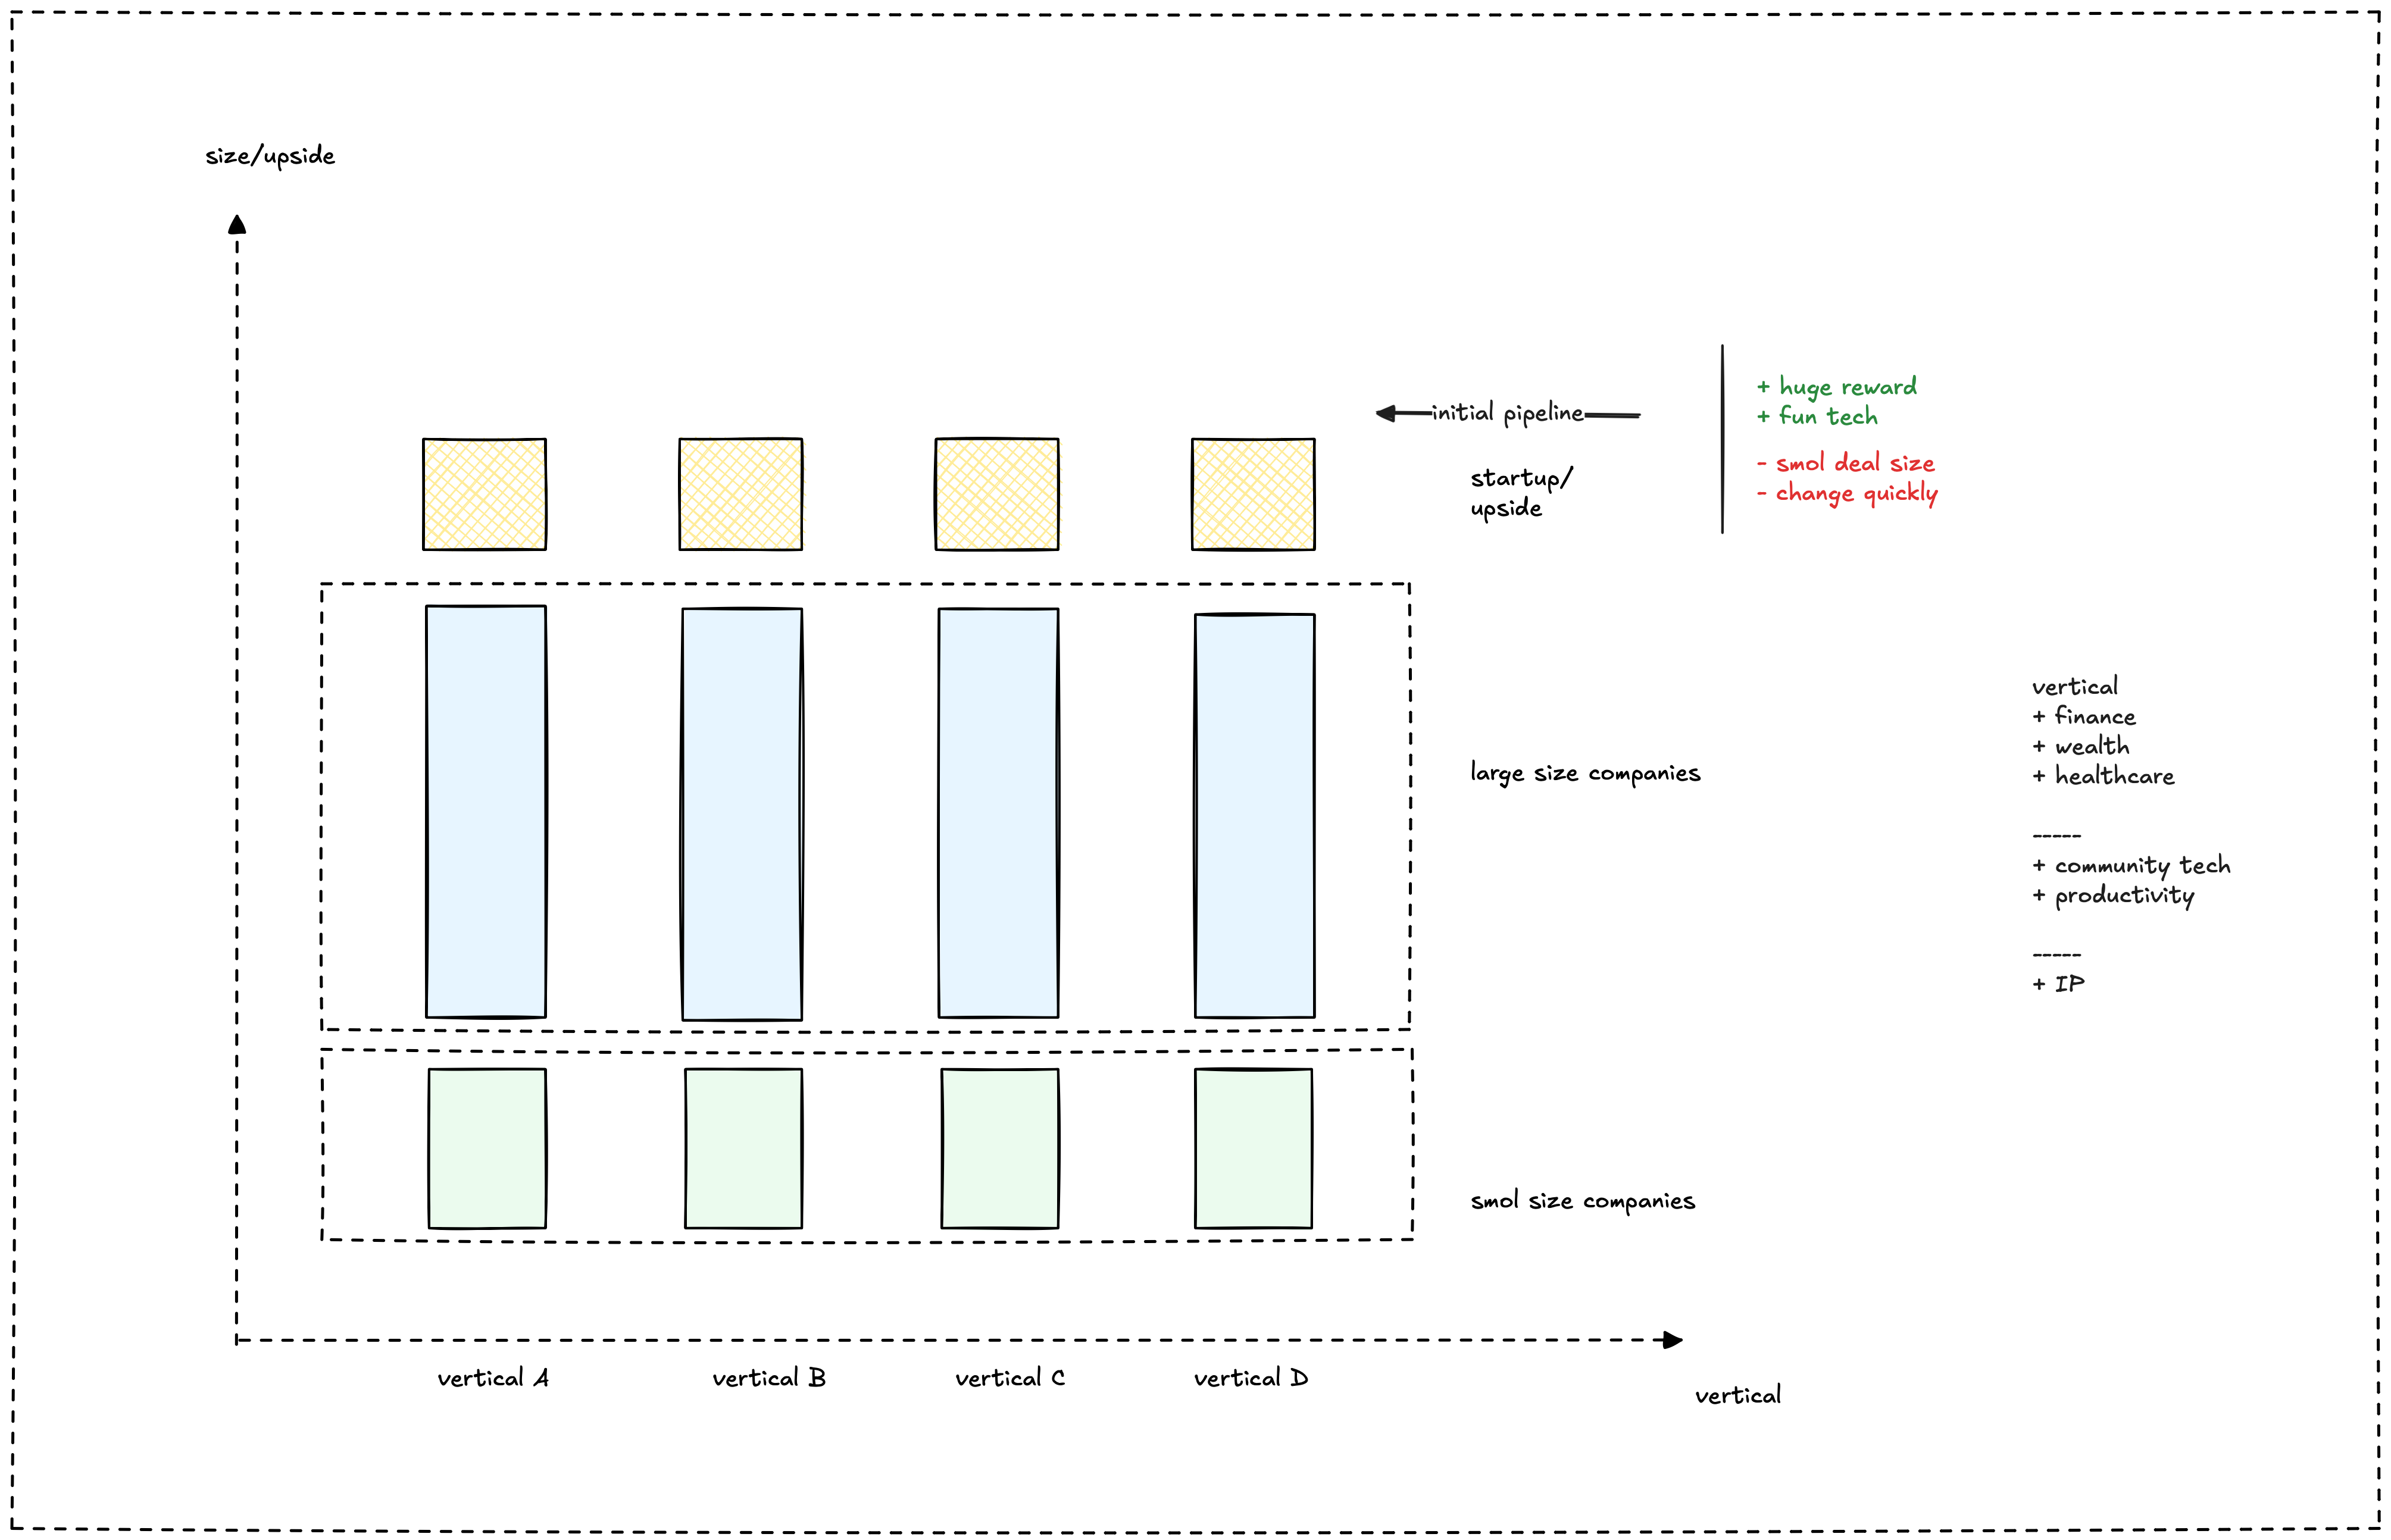 size/upside
initial pipeline
startup/
upside
+ huge reward
+ fun tech
- smol deal size
- change quickly
large size companies
vertical
+ finance
+ wealth
+ healthcare
-----
+ community tech
+ productivity
-----
+ IP
smol size companies
vertical A
vertical B
vertical C
vertical D
vertical